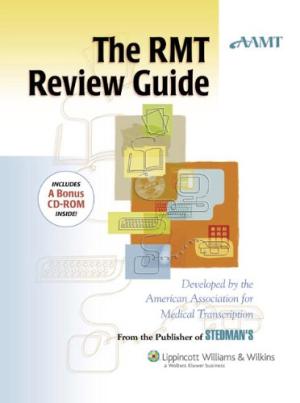 The RMT
Review Guide
AAMT
INCLUDES
A Bonus
CD-ROM
INSIDE!
Developed by the
American Association for
Medical Transcription
From the Publisher of STEDMAN'S
Lippincott Williams & Wilkins
a Wolters Kluwer business